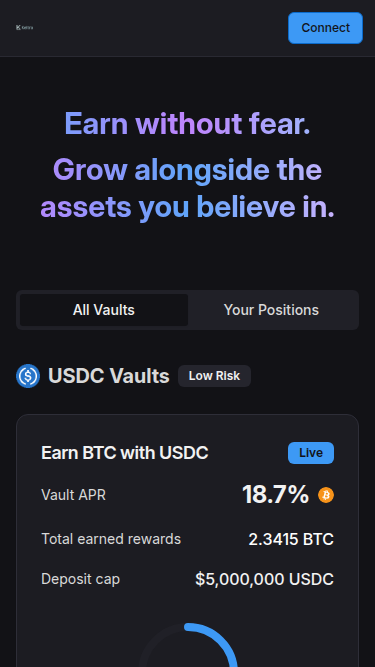 Connect
Earn without fear.
Grow alongside the
assets you believe in.
All Vaults
Your Positions
USDC Vaults
Low Risk
Earn BTC with USDC
Live
Vault APR
18.7%
Total earned rewards
2.3415 BTC
Deposit cap
$5,000,000 USDC